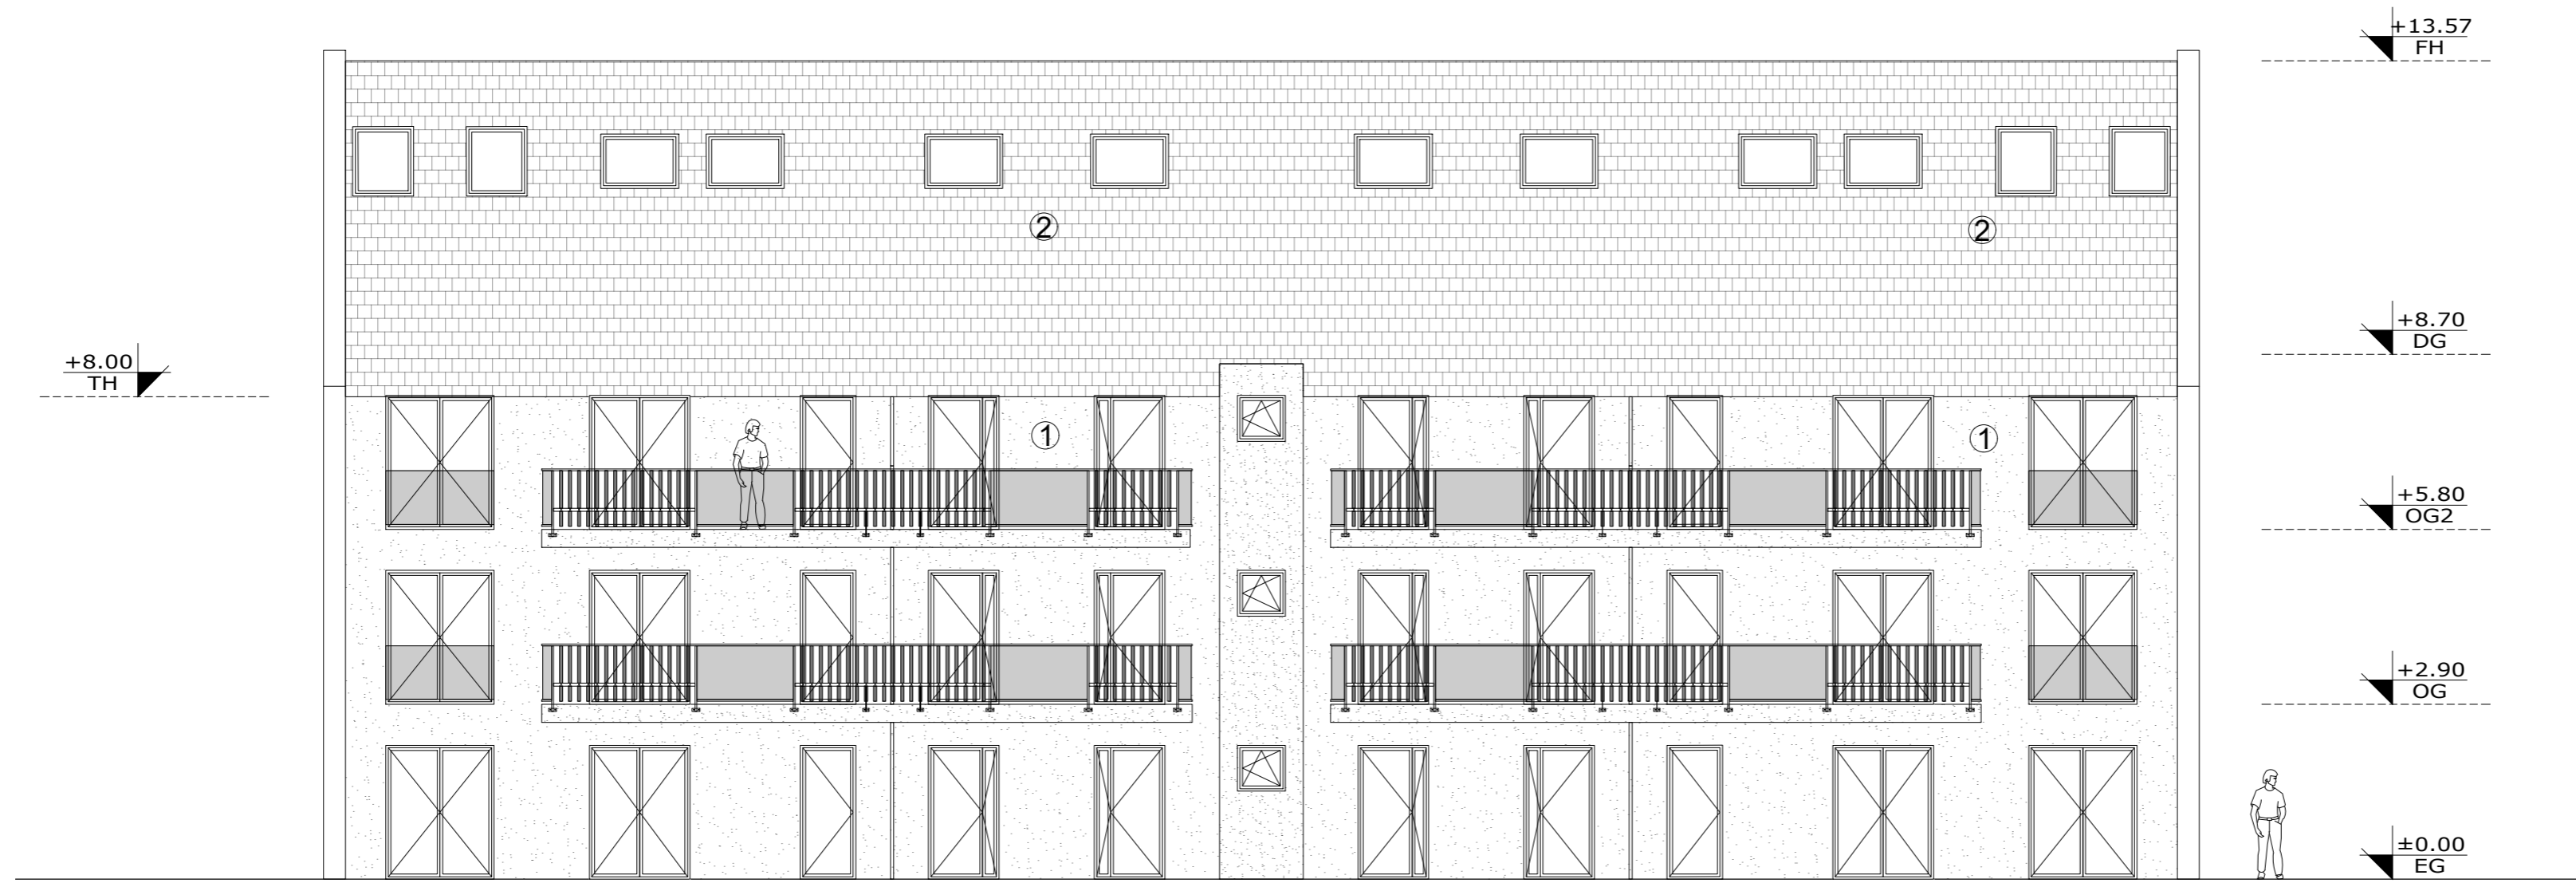 +13.57
FH
②
②
+8.70
DG
+8.00
TH
①
①
+5.80
OG2
+2.90
OG
±0.00
EG